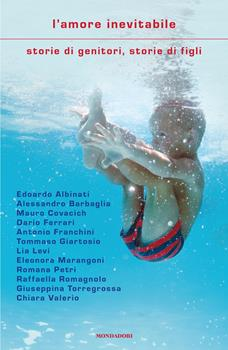 l'amore inevitabile
storie di genitori, storie di figli
Edoardo Albinati
Alessandro Barbaglia
Mauro Covacich
Dario Ferrari
Antonio Franchini
Tommaso Giartosio
Lia Levi
Eleonora Marangoni
Romana Petri
Raffaella Romagnolo
Giuseppina Torregrossa
Chiara Valerio
MONDADORI